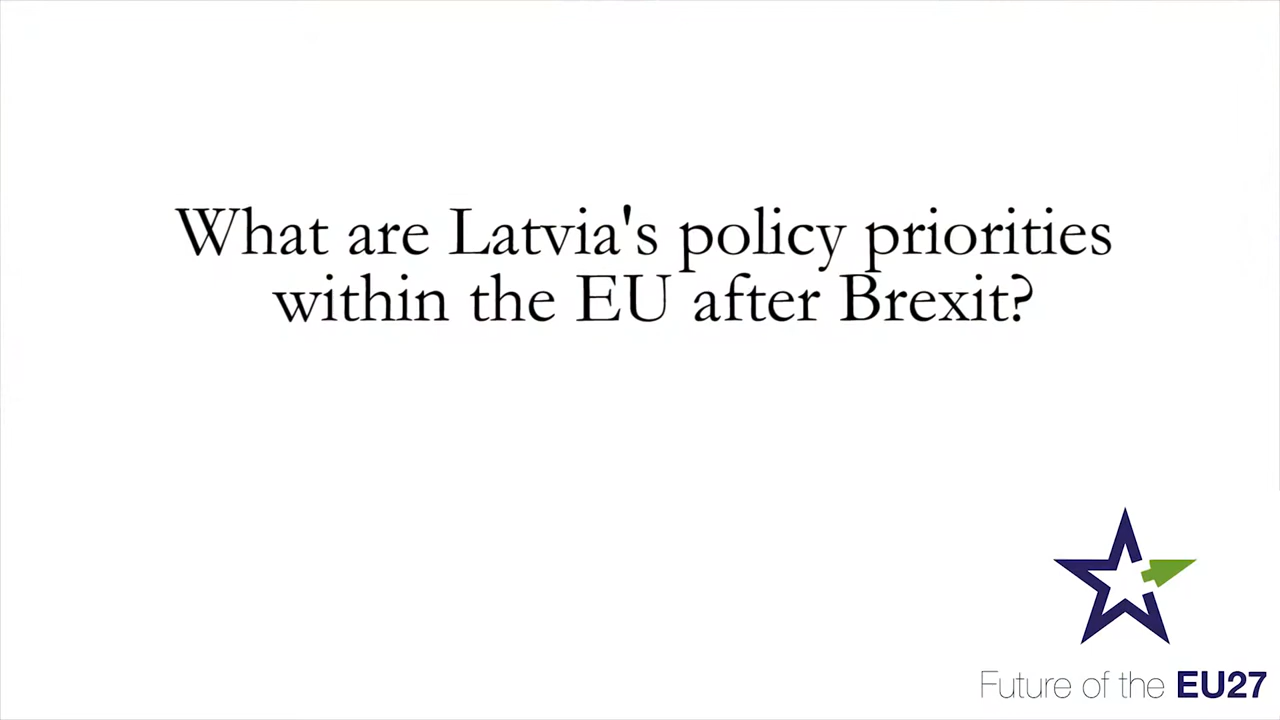 What are Latvia's policy priorities
within the EU after Brexit?
Future of the EU27